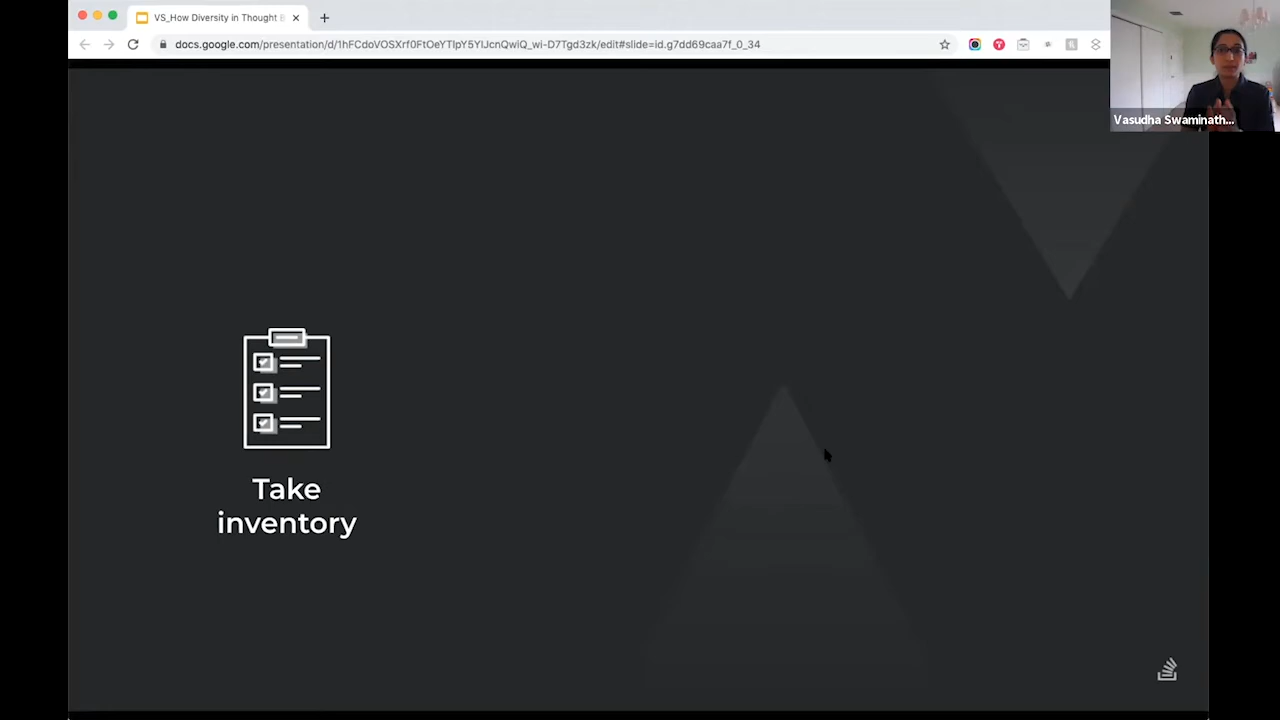 VS_How Diversity in Thought
docs.google.com/presentation/d/1hFCdoVOSXrf0FtOeYTlpY5YlJcnQwiQ_wi-D7Tgd3zk/edit#slide=id.g7dd69caa7f_0_34
Vasudha Swaminath...
Take
inventory